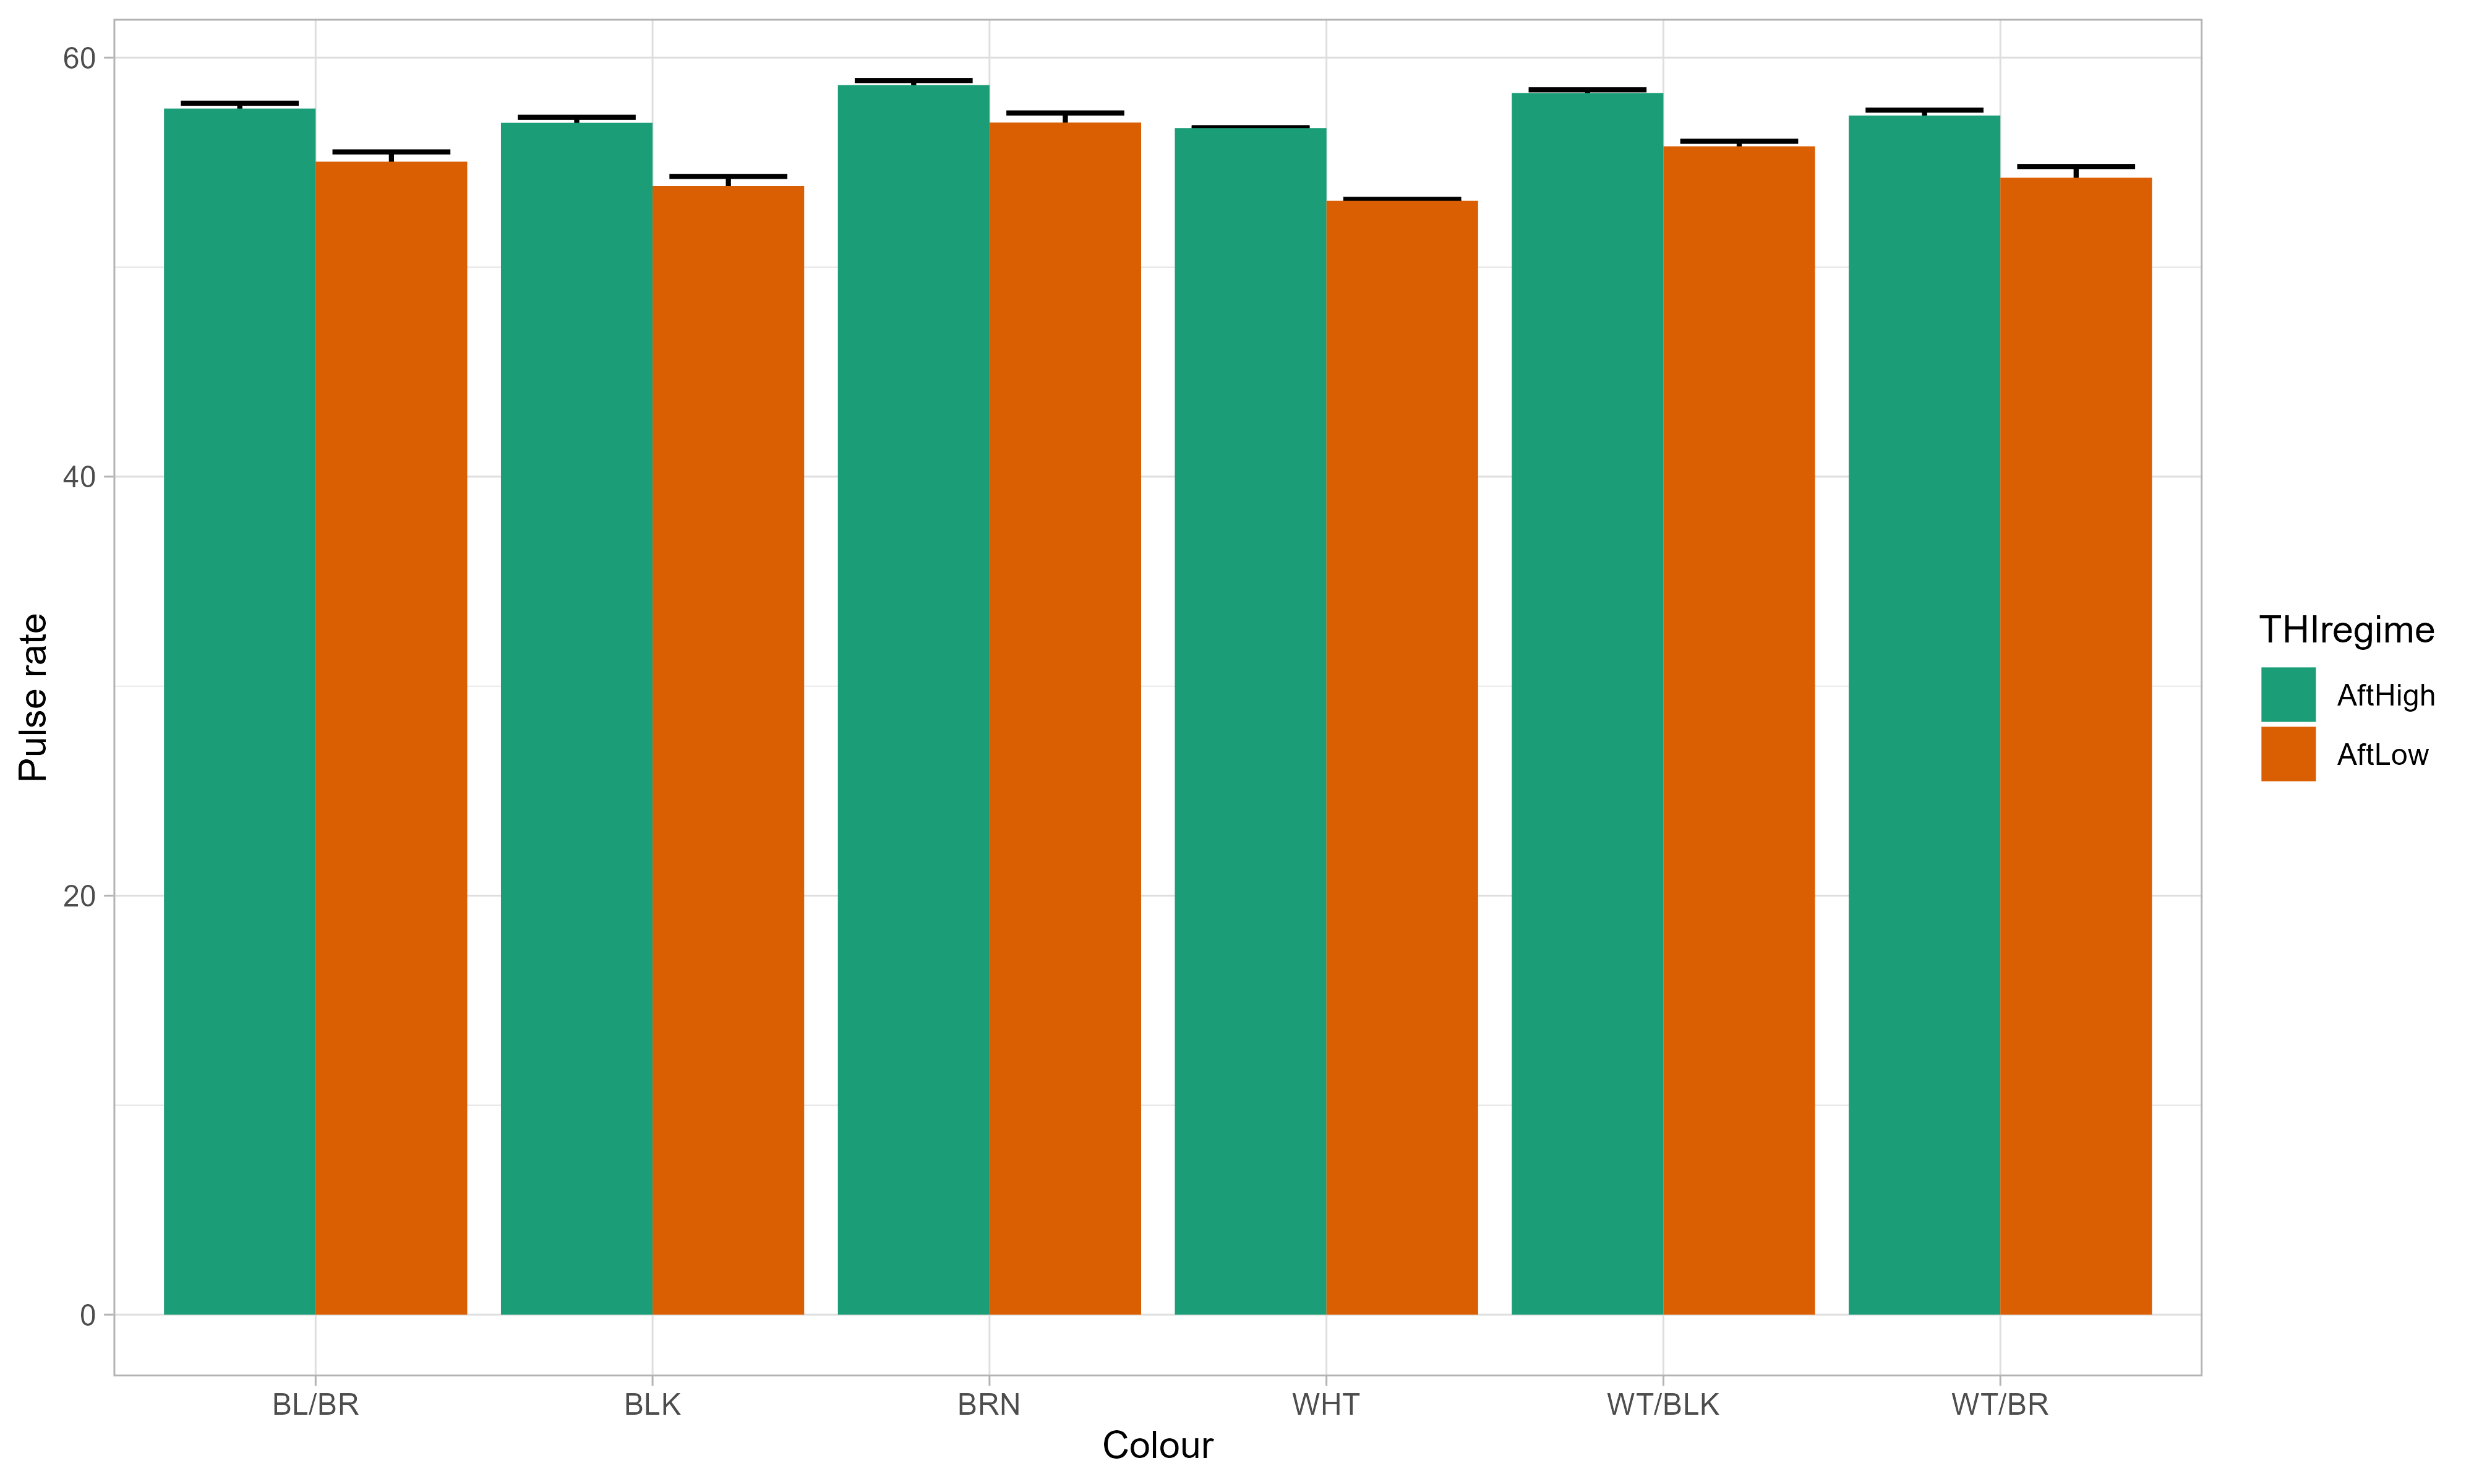 60
40
20
0
Pulse rate
BL/BR BLK BRN WHT WT/BLK WT/BR
Colour
THIregime
AftHigh
AftLow